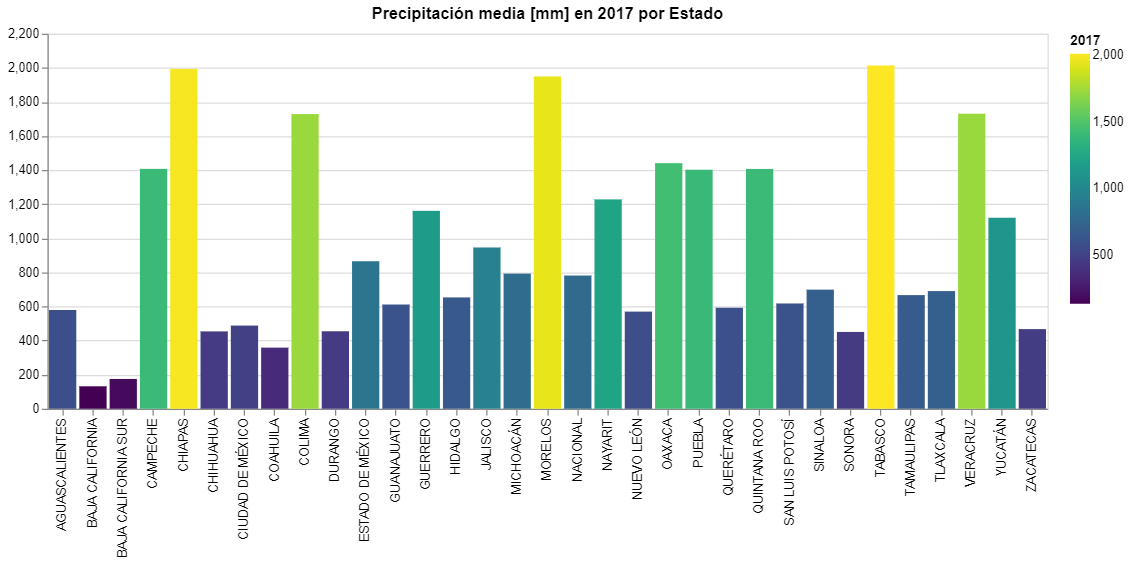 Precipitación media [mm] en 2017 por Estado
2,200
2,000
1,800
1,600
1,400
1,200
1,000
800
600
400
200
0
AGUASCALIENTES
BAJA CALIFORNIA
BAJA CALIFORNIA SUR
CAMPECHE
CHIAPAS
CHIHUAHUA
CIUDAD DE MÉXICO
COAHUILA
COLIMA
DURANGO
ESTADO DE MÉXICO
GUANAJUATO
GUERRERO
HIDALGO
JALISCO
MICHOACÁN
MORELOS
NACIONAL
NAYARIT
NUEVO LEÓN
OAXACA
PUEBLA
QUERÉTARO
QUINTANA ROO
SAN LUIS POTOSÍ
SINALOA
SONORA
TABASCO
TAMAULIPAS
TLAXCALA
VERACRUZ
YUCATÁN
ZACATECAS
2017
2,000
1,500
1,000
500